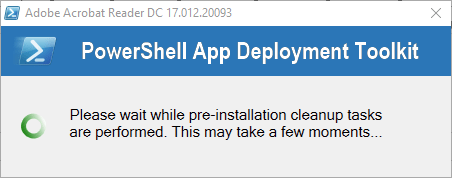 Adobe Acrobat Reader DC 17.012.20093
PowerShell App Deployment Toolkit
Please wait while pre-installation cleanup tasks
are performed. This may take a few moments...